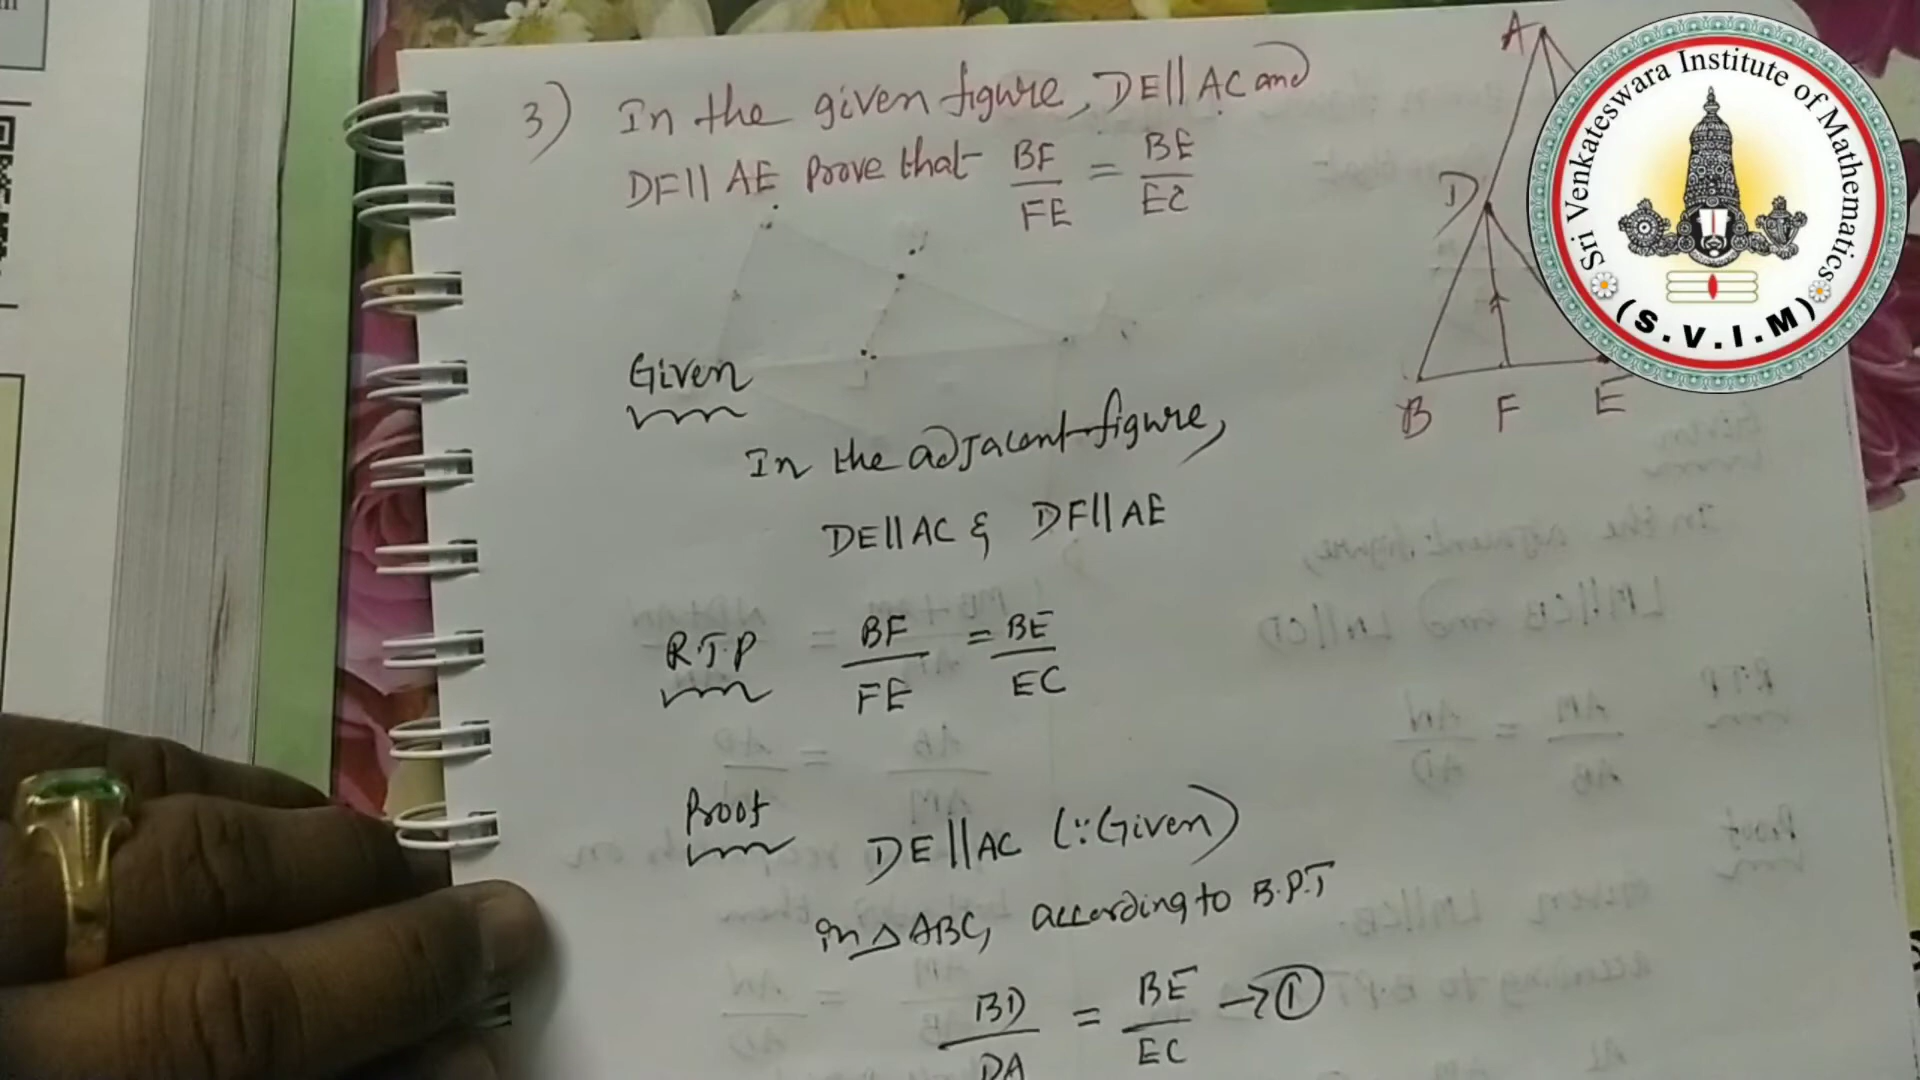 3) In the given figure, DE || AC and
DF || AE prove that BF/FE = BE/EC
A
D
B F E
Sri Venkateswara Institute of Mathematics
(S.V.I.M)
Given
In the adjacent figure,
DE || AC & DF || AE
R.T.P = BF/FE = BE/EC
Proof DE || AC (∵ Given)
in △ ABC, according to B.P.T
BD/DA = BE/EC → ①